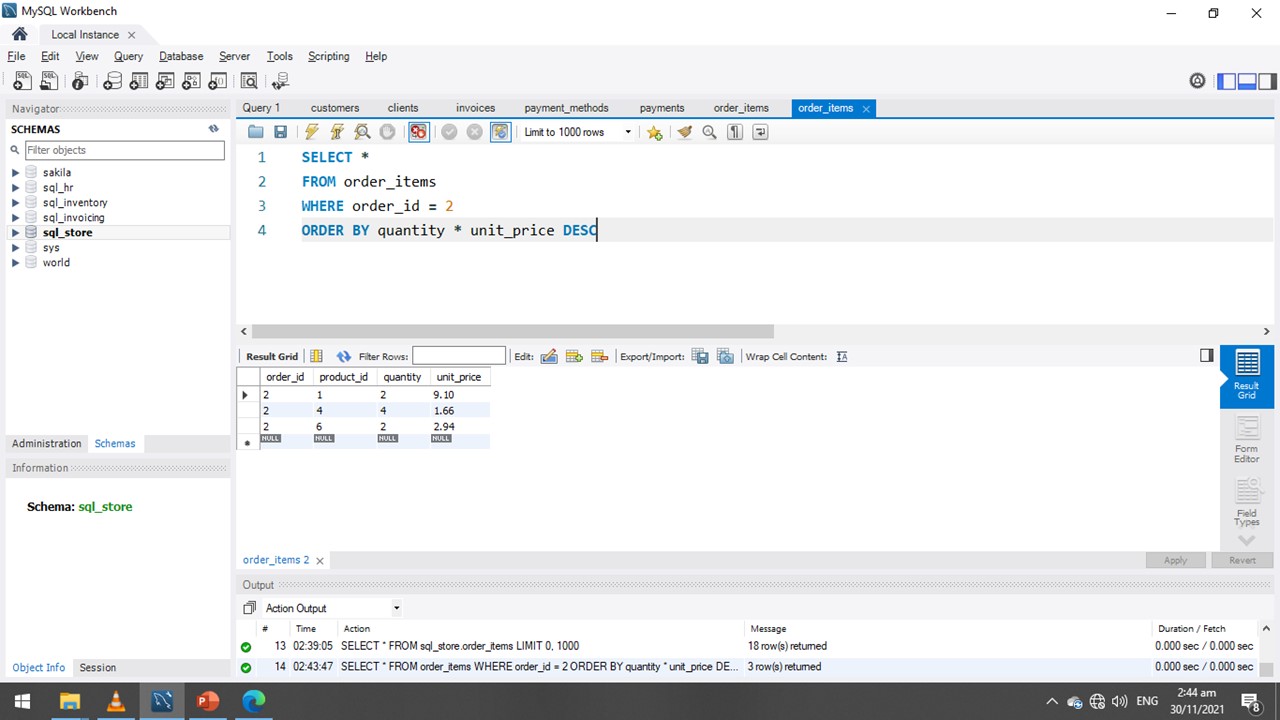 MySQL Workbench
Local Instance
File Edit View Query Database Server Tools Scripting Help
Navigator
SCHEMAS
Filter objects
sakila
sql_hr
sql_inventory
sql_invoicing
sql_store
sys
world
Administration Schemas
Information
Schema: sql_store
Object Info Session
Query 1 customers clients invoices payment_methods payments order_items order_items
Limit to 1000 rows
1 SELECT *
2 FROM order_items
3 WHERE order_id = 2
4 ORDER BY quantity * unit_price DESC
Result Grid Filter Rows: Edit: Export/Import: Wrap Cell Content:
order_id product_id quantity unit_price
2 1 2 9.10
2 4 4 1.66
2 6 2 2.94
NULL NULL NULL NULL
Result Grid
Form Editor
Field Types
order_items 2 Apply Revert
Output
Action Output
# Time Action Message Duration / Fetch
13 02:39:05 SELECT * FROM sql_store.order_items LIMIT 0, 1000 18 row(s) returned 0.000 sec / 0.000 sec
14 02:43:47 SELECT * FROM order_items WHERE order_id = 2 ORDER BY quantity * unit_price DE... 3 row(s) returned 0.000 sec / 0.000 sec
ENG
2:44 am
30/11/2021
8